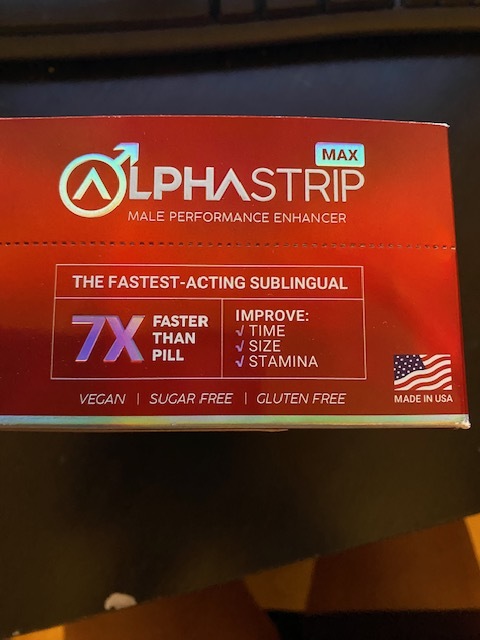 MAX
ALPHASTRIP
MALE PERFORMANCE ENHANCER
THE FASTEST-ACTING SUBLINGUAL
7X
FASTER
THAN
PILL
IMPROVE:
√ TIME
√ SIZE
√ STAMINA
VEGAN | SUGAR FREE | GLUTEN FREE
MADE IN USA